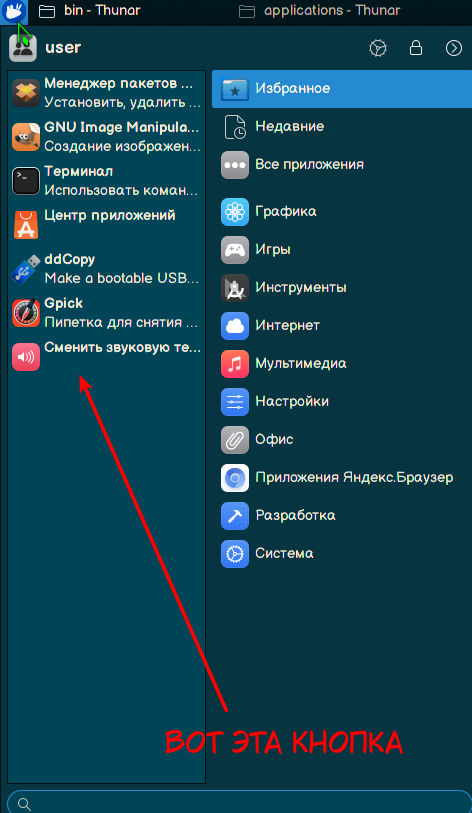 bin - Thunar
applications - Thunar
user
Менеджер пакетов ...
Установить, удалить ...
GNU Image Manipula...
Создание изображен...
Терминал
Использовать коман...
Центр приложений
ddCopy
Make a bootable USB...
Gpick
Пипетка для снятия ...
Сменить звуковую те...
Избранное
Недавние
Все приложения
Графика
Игры
Инструменты
Интернет
Мультимедиа
Настройки
Офис
Приложения Яндекс.Браузер
Разработка
Система
ВОТ ЭТА КНОПКА